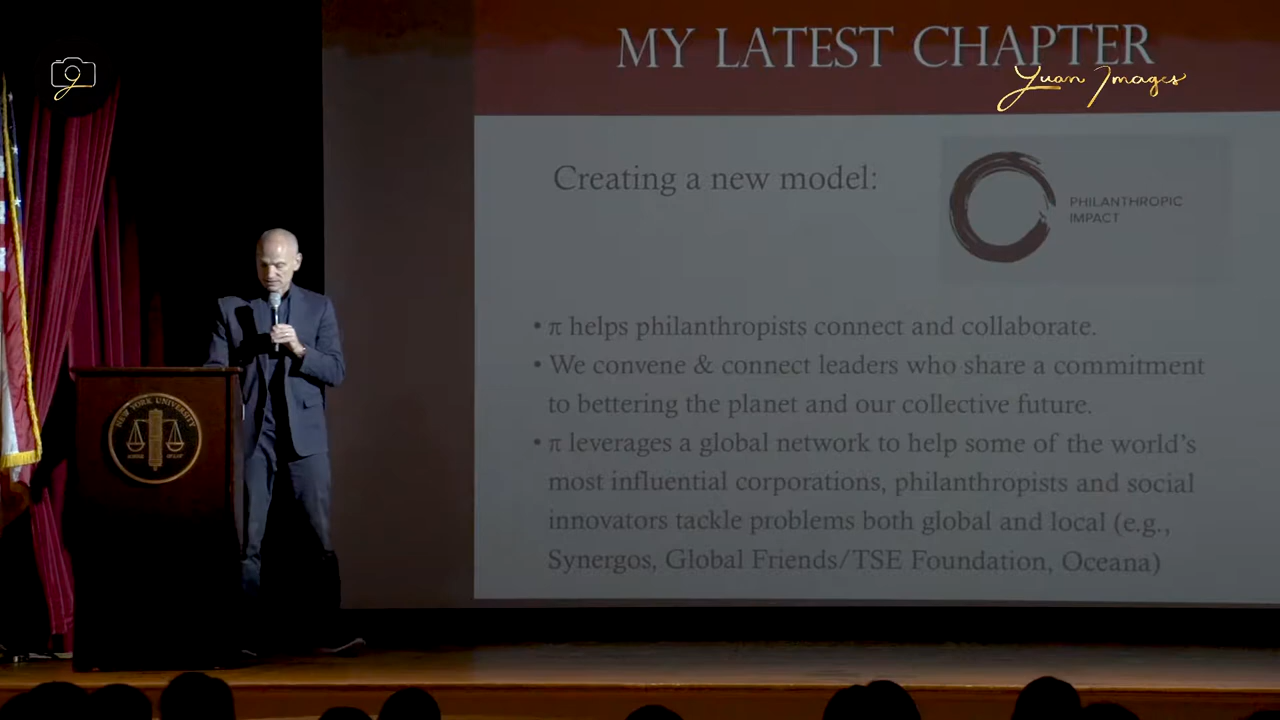 MY LATEST CHAPTER
Yuan Images
Creating a new model:
PHILANTHROPIC
IMPACT
• π helps philanthropists connect and collaborate.
• We convene & connect leaders who share a commitment
to bettering the planet and our collective future.
• π leverages a global network to help some of the world's
most influential corporations, philanthropists and social
innovators tackle problems both global and local (e.g.,
Synergos, Global Friends/TSE Foundation, Oceana)
NEW YORK UNIVERSITY